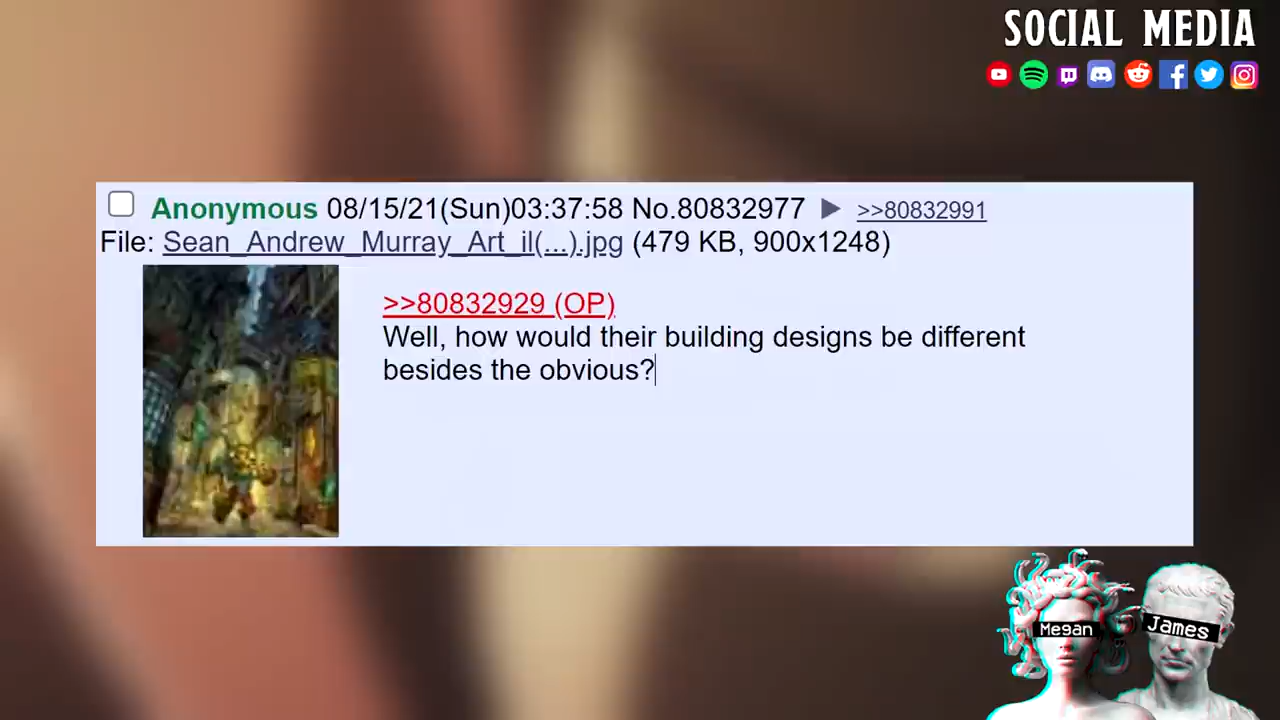 SOCIAL MEDIA
Anonymous 08/15/21(Sun)03:37:58 No.80832977 ▶ >>80832991
File: Sean_Andrew_Murray_Art_il(...).jpg (479 KB, 900x1248)
>>80832929 (OP)
Well, how would their building designs be different
besides the obvious?
Megan
James